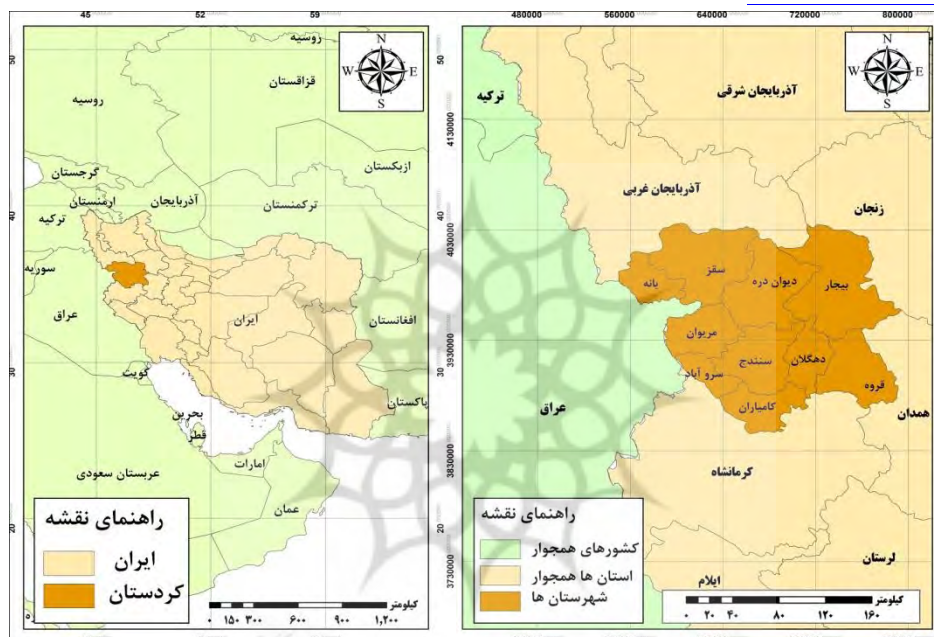 45 52 59
روسیه
N
W E
S
قزاقستان
50
50
روسیه
ازبکستان
گرجستان
ارمنستان
آذربایجان
ترکمنستان
40
40
ترکیه
سوریه
عراق
ایران
افغانستان
30
30
کویت
پاکستان
بحرین
قطر
امارات
عربستان سعودی
عمان
20
20
راهنمای نقشه
ایران
کردستان
کیلومتر
۰ ۱۵۰ ۳۰۰ ۶۰۰ ۹۰۰ ۱,۲۰۰
480000 560000 640000 720000 800000
ترکیه
آذربایجان شرقی
N
W E
S
4130000
آذربایجان غربی
زنجان
4030000
سقز
بانه
دیوان دره
بیجار
مریوان
3930000
سنندج
دهگلان
سرو آباد
قروه
کامیاران
عراق
همدان
3830000
کرمانشاه
لرستان
3730000
ایلام
راهنمای نقشه
کشورهای همجوار
استان ها همجوار
شهرستان ها
کیلومتر
۰ ۲۰ ۴۰ ۸۰ ۱۲۰ ۱۶۰